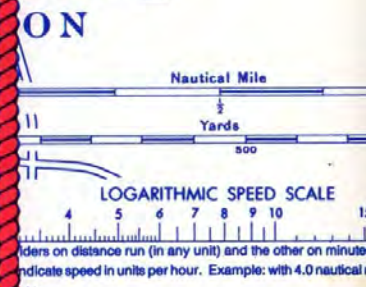 ON
Nautical Mile
½
Yards
500
LOGARITHMIC SPEED SCALE
4 5 6 7 8 9 10
on distance run (in any unit) and the other on minute
ndicate speed in units per hour. Example: with 4.0 nautical